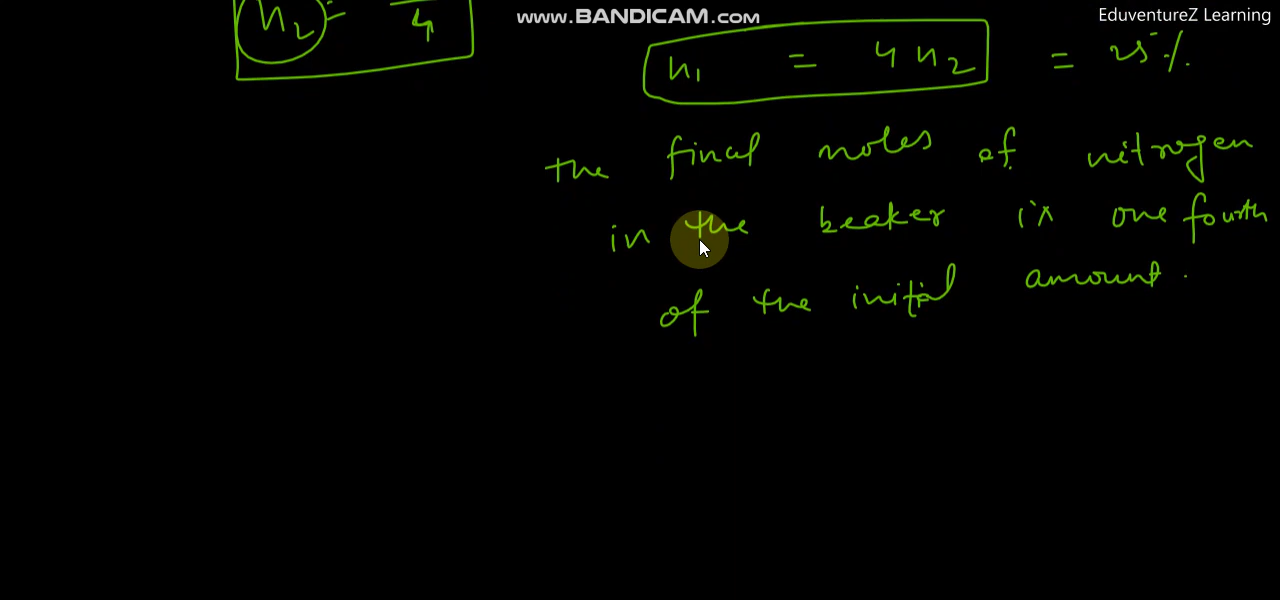 www.BANDICAM.com
EduventureZ Learning
n₂ = /4
n₁ = 4 n₂ = 25%
the final moles of nitrogen
in the beaker is one fourth
of the initial amount.